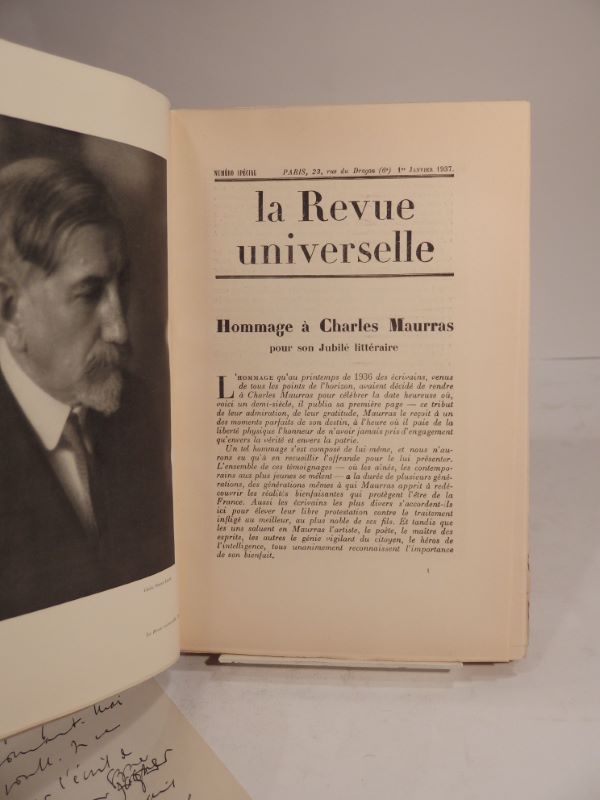 NUMÉRO SPÉCIAL PARIS, 23, rue du Dragon (6e) 1er JANVIER 1937.
la Revue
universelle
Hommage à Charles Maurras
pour son Jubilé littéraire
L'HOMMAGE qu'au printemps de 1936 des écrivains, venus
de tous les points de l'horizon, avaient décidé de rendre
à Charles Maurras pour célébrer la date heureuse où,
voici un demi-siècle, il publia sa première page — ce tribut
de leur admiration, de leur gratitude, Maurras le reçoit à un
des moments parfaits de son destin, à l'heure où il paie de la
liberté physique l'honneur de n'avoir jamais pris d'engagement
qu'envers la vérité et envers la patrie.
Un tel hommage s'est composé de lui même, et nous n'au-
rons eu qu'à en recueillir l'offrande pour le lui présenter.
L'ensemble de ces témoignages — où les aînés, les contempo-
rains aux plus jeunes se mêlent — a la durée de plusieurs géné-
rations, des générations mêmes à qui Maurras apprit à redé-
couvrir les réalités bienfaisantes qui protègent l'être de la
France. Aussi les écrivains les plus divers s'accordent-ils
ici pour élever leur libre protestation contre le traitement
infligé au meilleur, au plus noble de ses fils. Et tandis que
les uns saluent en Maurras l'artiste, le poète, le maître des
esprits, les autres le génie vigilant du citoyen, le héros de
l'intelligence, tous unanimement reconnaissent l'importance
de son bienfait.
1